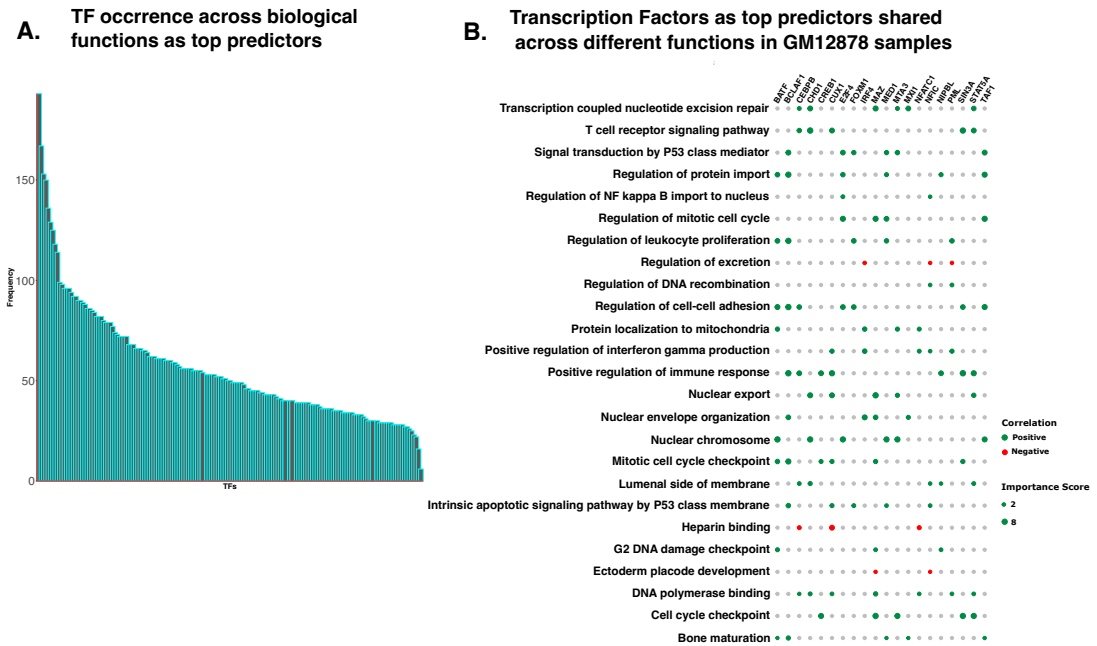 A.
TF occrrence across biological
functions as top predictors
Frequency
150
100
50
0
TFs
B.
Transcription Factors as top predictors shared
across different functions in GM12878 samples
BATF
BCLAF1
CEBPB
CHD1
CREB1
CUX1
E2F4
FOXM1
IRF4
MAZ
MED1
MTA3
MXI1
NFATC1
NFIC
NIPBL
PML
SIN3A
STAT5A
TAF1
Transcription coupled nucleotide excision repair
T cell receptor signaling pathway
Signal transduction by P53 class mediator
Regulation of protein import
Regulation of NF kappa B import to nucleus
Regulation of mitotic cell cycle
Regulation of leukocyte proliferation
Regulation of excretion
Regulation of DNA recombination
Regulation of cell-cell adhesion
Protein localization to mitochondria
Positive regulation of interferon gamma production
Positive regulation of immune response
Nuclear export
Nuclear envelope organization
Nuclear chromosome
Mitotic cell cycle checkpoint
Lumenal side of membrane
Intrinsic apoptotic signaling pathway by P53 class membrane
Heparin binding
G2 DNA damage checkpoint
Ectoderm placode development
DNA polymerase binding
Cell cycle checkpoint
Bone maturation
Correlation
Positive
Negative
Importance Score
2
8